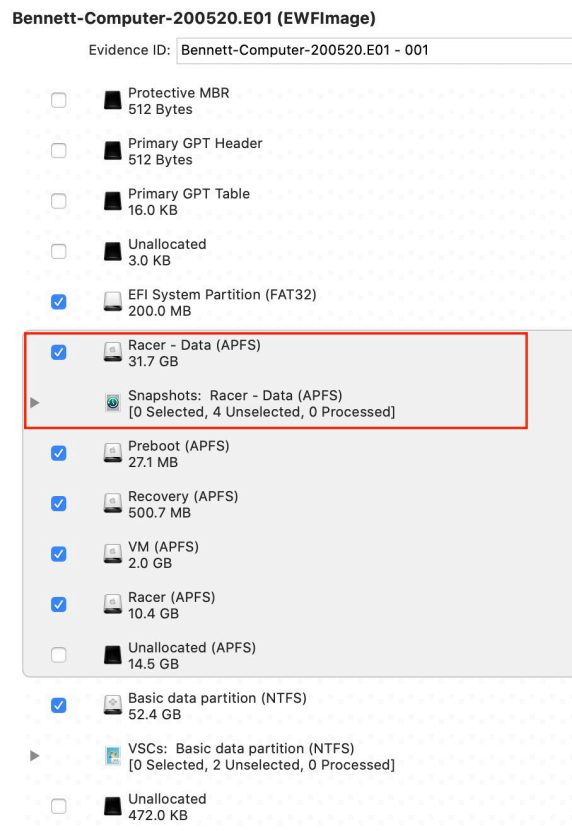 Bennett-Computer-200520.E01 (EWFImage)
Evidence ID: Bennett-Computer-200520.E01 - 001
Protective MBR
512 Bytes
Primary GPT Header
512 Bytes
Primary GPT Table
16.0 KB
Unallocated
3.0 KB
EFI System Partition (FAT32)
200.0 MB
Racer - Data (APFS)
31.7 GB
Snapshots: Racer - Data (APFS)
[0 Selected, 4 Unselected, 0 Processed]
Preboot (APFS)
27.1 MB
Recovery (APFS)
500.7 MB
VM (APFS)
2.0 GB
Racer (APFS)
10.4 GB
Unallocated (APFS)
14.5 GB
Basic data partition (NTFS)
52.4 GB
VSCs: Basic data partition (NTFS)
[0 Selected, 2 Unselected, 0 Processed]
Unallocated
472.0 KB